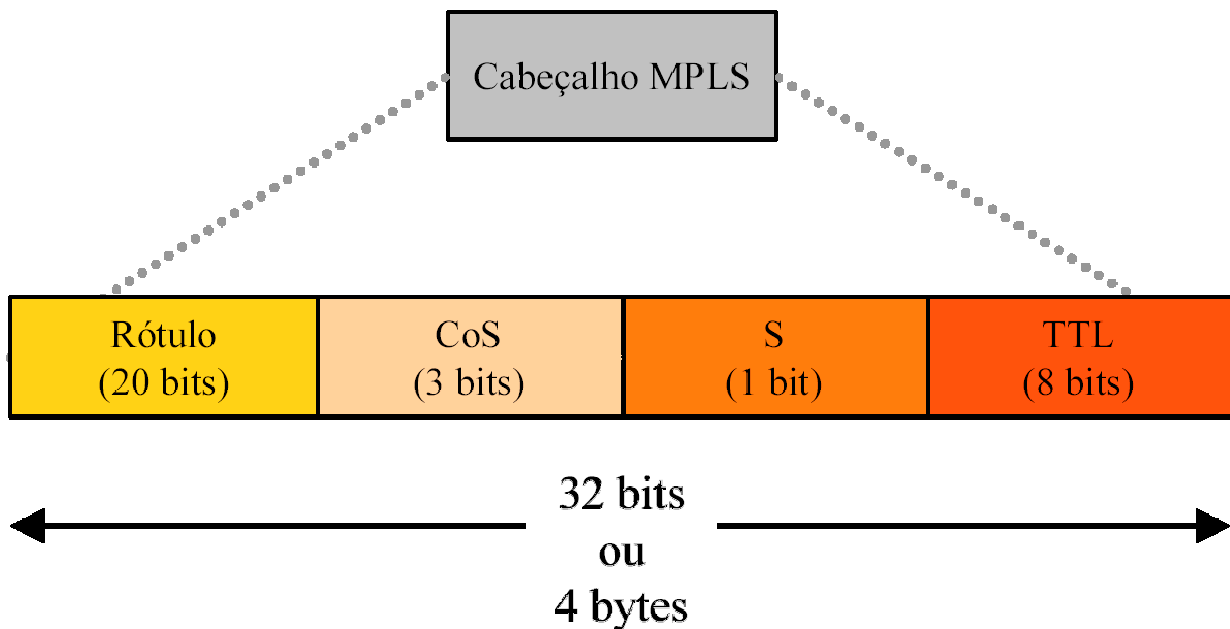 Cabeçalho MPLS
Rótulo
(20 bits)
CoS
(3 bits)
S
(1 bit)
TTL
(8 bits)
32 bits
ou
4 bytes